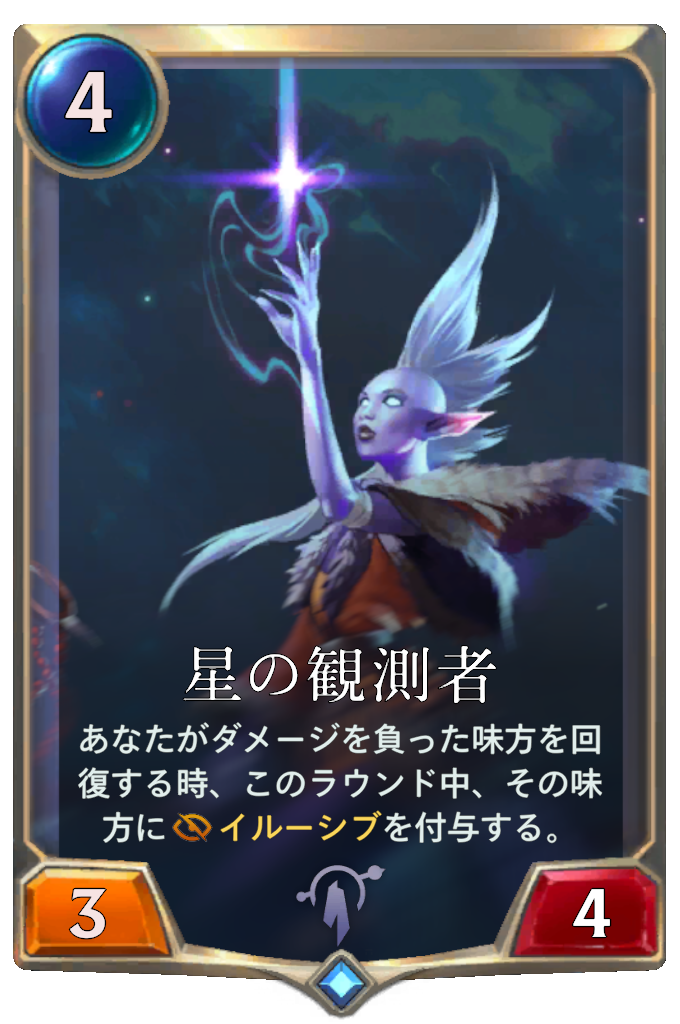 4
星の観測者
あなたがダメージを負った味方を回
復する時、このラウンド中、その味
方にイルーシブを付与する。
3
4